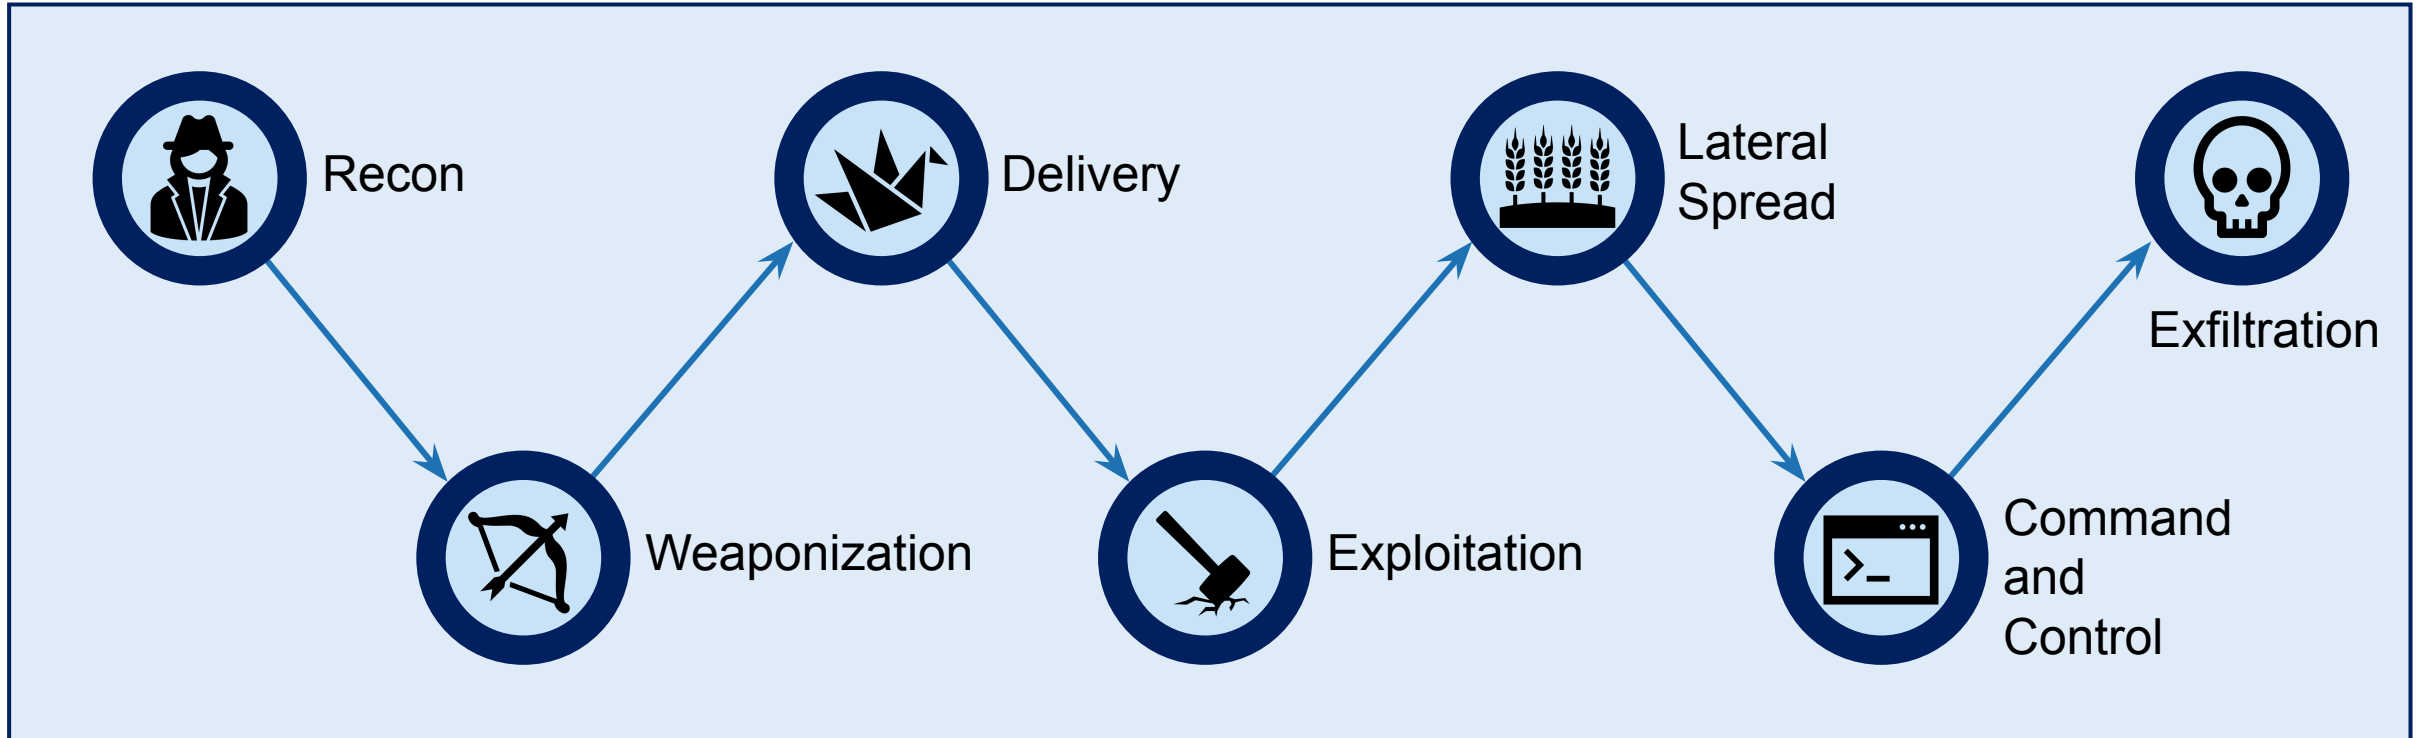 Recon
Weaponization
Delivery
Exploitation
Lateral
Spread
Command
and
Control
Exfiltration